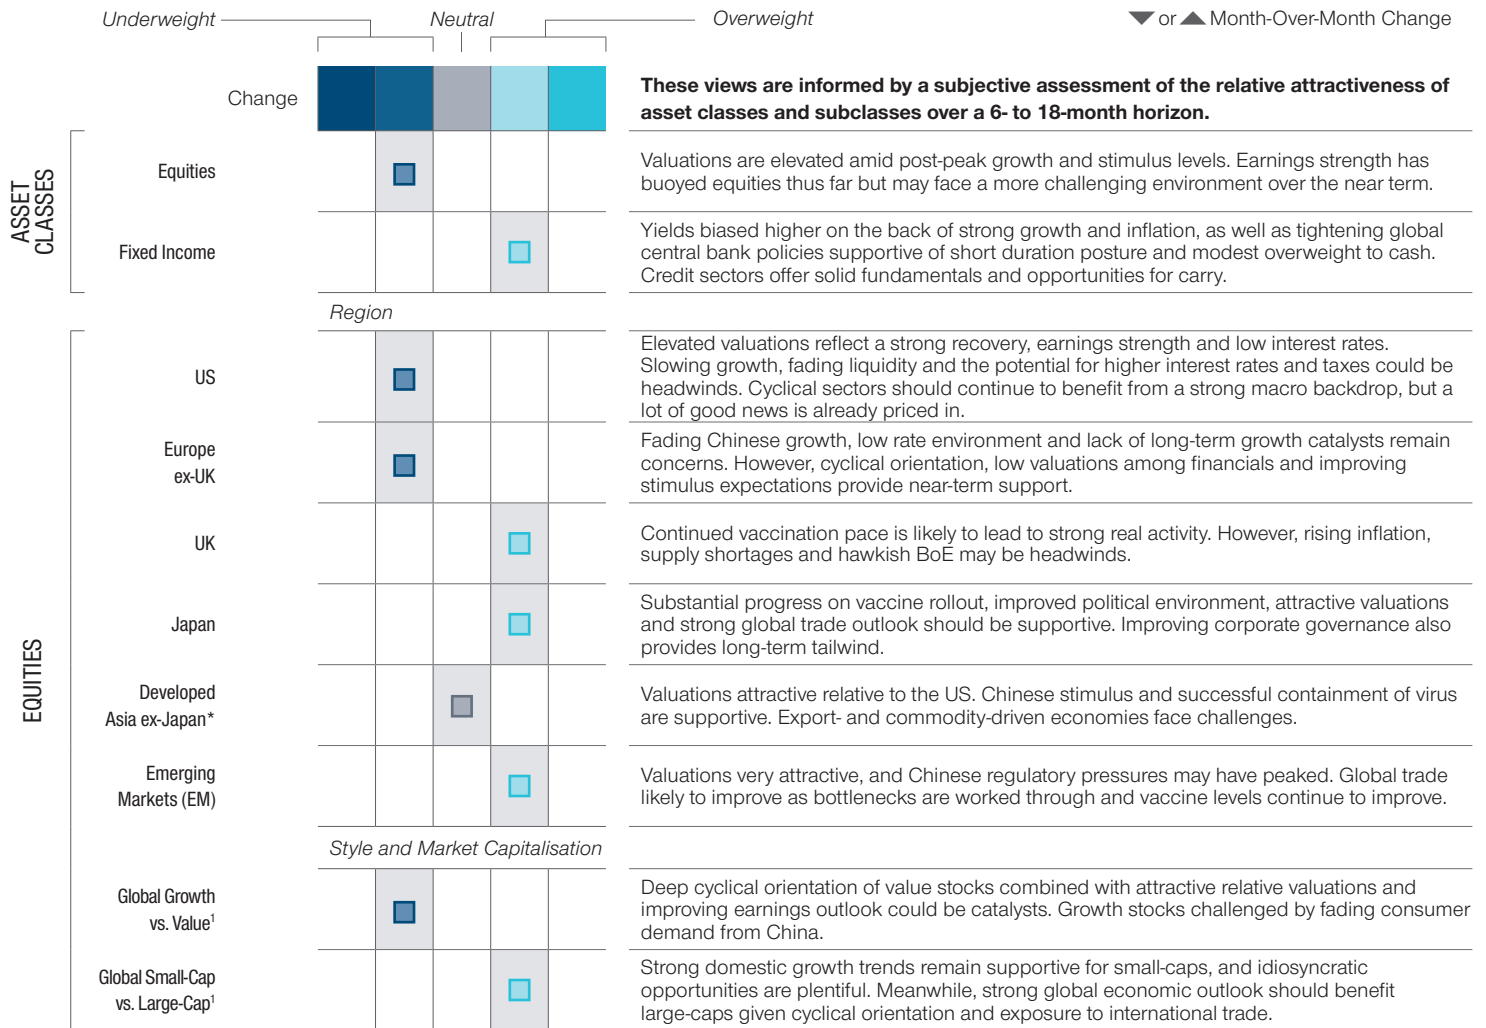 Underweight
Neutral
Overweight
or Month-Over-Month Change
Change
These views are informed by a subjective assessment of the relative attractiveness of
asset classes and subclasses over a 6- to 18-month horizon.
ASSET
CLASSES
Equities
Valuations are elevated amid post-peak growth and stimulus levels. Earnings strength has
buoyed equities thus far but may face a more challenging environment over the near term.
Fixed Income
Yields biased higher on the back of strong growth and inflation, as well as tightening global
central bank policies supportive of short duration posture and modest overweight to cash.
Credit sectors offer solid fundamentals and opportunities for carry.
EQUITIES
Region
US
Elevated valuations reflect a strong recovery, earnings strength and low interest rates.
Slowing growth, fading liquidity and the potential for higher interest rates and taxes could be
headwinds. Cyclical sectors should continue to benefit from a strong macro backdrop, but a
lot of good news is already priced in.
Europe
ex-UK
Fading Chinese growth, low rate environment and lack of long-term growth catalysts remain
concerns. However, cyclical orientation, low valuations among financials and improving
stimulus expectations provide near-term support.
UK
Continued vaccination pace is likely to lead to strong real activity. However, rising inflation,
supply shortages and hawkish BoE may be headwinds.
Japan
Substantial progress on vaccine rollout, improved political environment, attractive valuations
and strong global trade outlook should be supportive. Improving corporate governance also
provides long-term tailwind.
Developed
Asia ex-Japan*
Valuations attractive relative to the US. Chinese stimulus and successful containment of virus
are supportive. Export- and commodity-driven economies face challenges.
Emerging
Markets (EM)
Valuations very attractive, and Chinese regulatory pressures may have peaked. Global trade
likely to improve as bottlenecks are worked through and vaccine levels continue to improve.
Style and Market Capitalisation
Global Growth
vs. Value¹
Deep cyclical orientation of value stocks combined with attractive relative valuations and
improving earnings outlook could be catalysts. Growth stocks challenged by fading consumer
demand from China.
Global Small-Cap
vs. Large-Cap¹
Strong domestic growth trends remain supportive for small-caps, and idiosyncratic
opportunities are plentiful. Meanwhile, strong global economic outlook should benefit
large-caps given cyclical orientation and exposure to international trade.